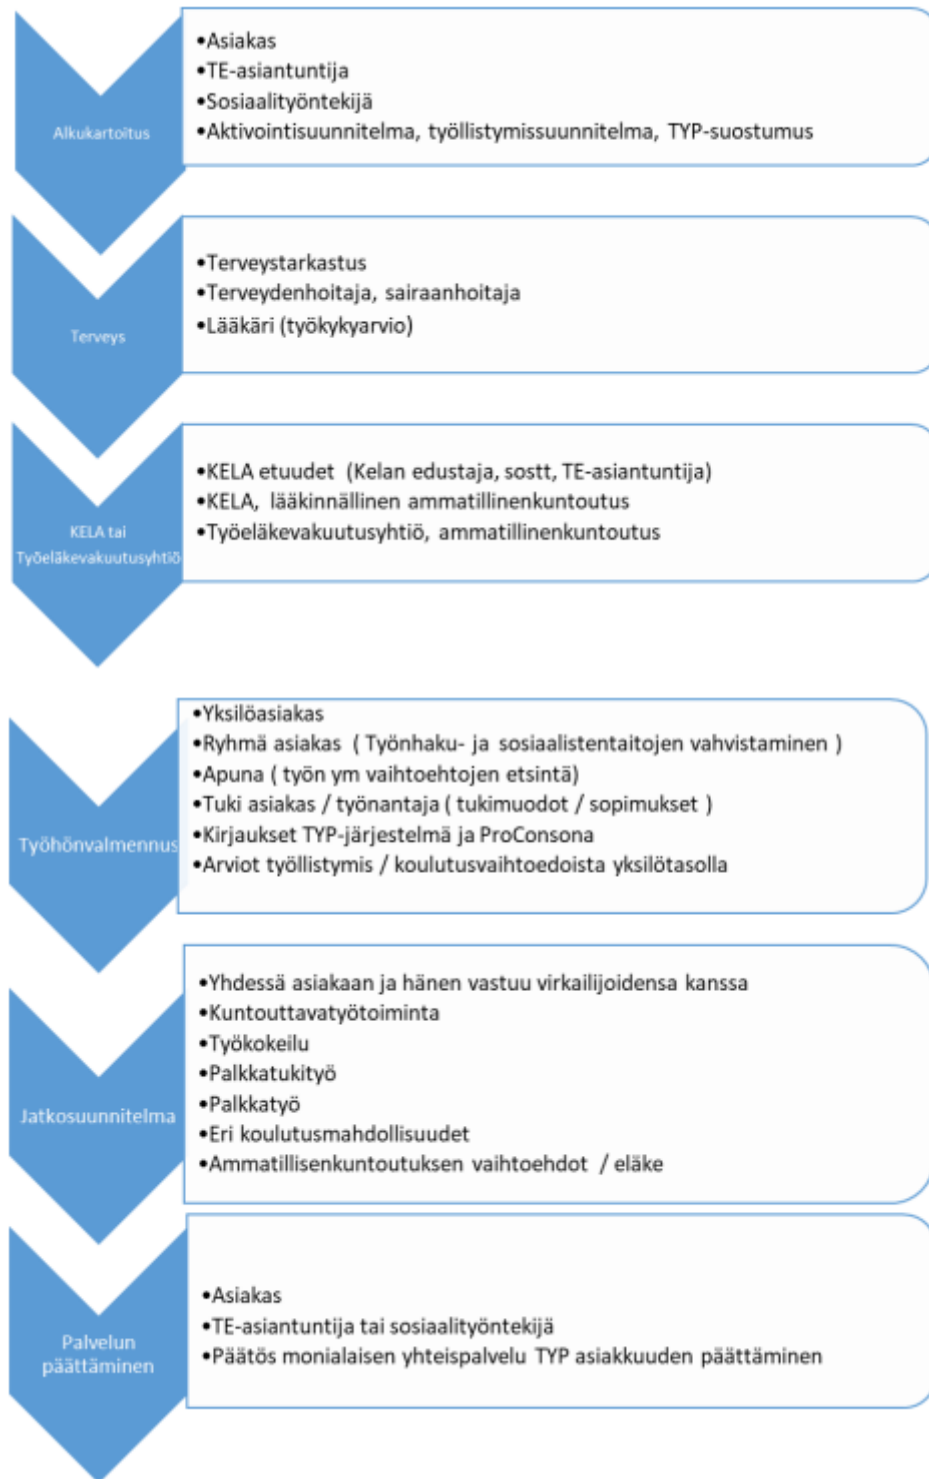 Alkukartoitus
•Asiakas
•TE-asiantuntija
•Sosiaalityöntekijä
•Aktivointisuunnitelma, työllistymissuunnitelma, TYP-suostumus
Terveys
•Terveystarkastus
•Terveydenhoitaja, sairaanhoitaja
•Lääkäri (työkykyarvio)
KELA tai
Työeläkevakuutusyhtiö
•KELA etuudet (Kelan edustaja, sostt, TE-asiantuntija)
•KELA, lääkinnällinen ammatillinenkuntoutus
•Työeläkevakuutusyhtiö, ammatillinenkuntoutus
Työhönvalmennus
•Yksilöasiakas
•Ryhmä asiakas ( Työnhaku- ja sosiaalistentaitojen vahvistaminen )
•Apuna ( työn ym vaihtoehtojen etsintä)
•Tuki asiakas / työnantaja ( tukimuodot / sopimukset )
•Kirjaukset TYP-järjestelmä ja ProConsona
•Arviot työllistymis / koulutusvaihtoedoista yksilötasolla
Jatkosuunnitelma
•Yhdessä asiakaan ja hänen vastuu virkailijoidensa kanssa
•Kuntouttavatyötoiminta
•Työkokeilu
•Palkkatukityö
•Palkkatyö
•Eri koulutusmahdollisuudet
•Ammatillisenkuntoutuksen vaihtoehdot / eläke
Palvelun
päättäminen
•Asiakas
•TE-asiantuntija tai sosiaalityöntekijä
•Päätös monialaisen yhteispalvelu TYP asiakkuuden päättäminen